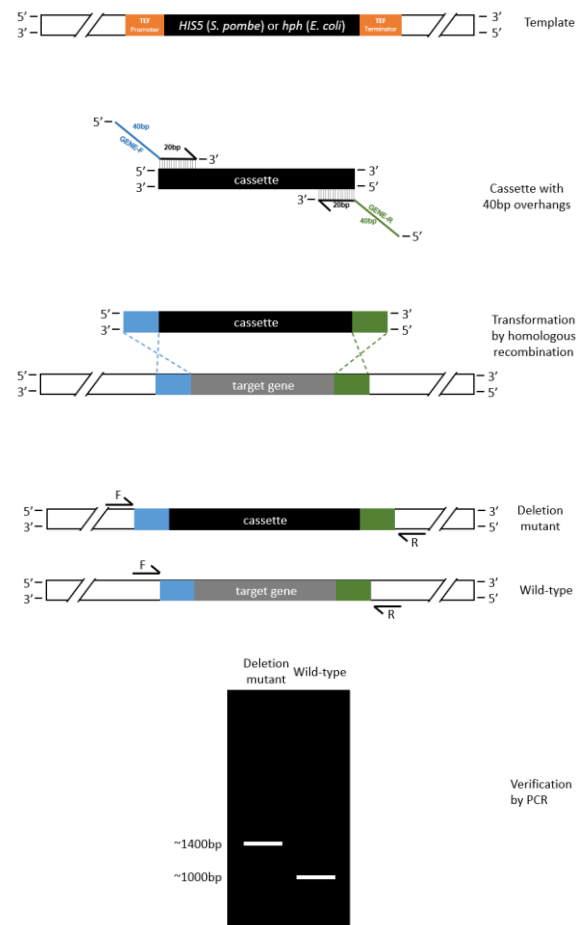 5’ – TEF Promoter HIS5 (S. pombe) or hph (E. coli) TEF Terminator – 3’
3’ – – 5’
Template
5’ –
40bp
GENE-F
20bp
– 3’
5’ – cassette – 3’
3’ – – 5’
3’ –
20bp
GENE-R
40bp
– 5’
Cassette with
40bp overhangs
5’ – cassette – 3’
3’ – – 5’
Transformation
by homologous
recombination
5’ – target gene – 3’
3’ – – 5’
F
5’ – cassette – 3’
3’ – – 5’
R
Deletion
mutant
F
5’ – target gene – 3’
3’ – – 5’
R
Wild-type
Deletion
mutant
Wild-type
Verification
by PCR
~1400bp
~1000bp